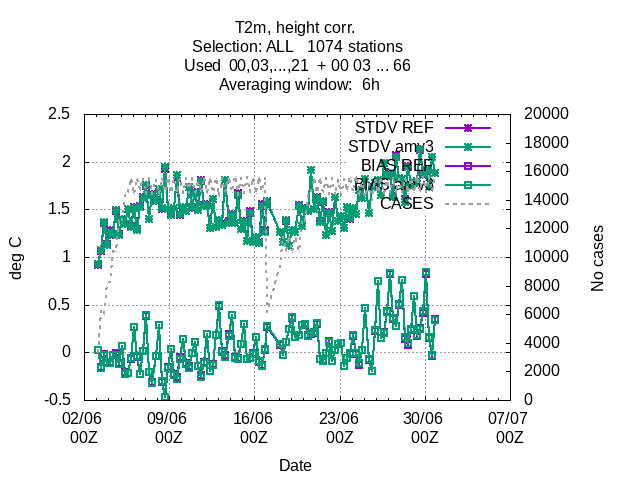 T2m, height corr.
Selection: ALL   1074 stations
Used  00,03,...,21  + 00 03 ... 66
Averaging window:  6h
STDV REF
STDV am_v3
BIAS REF
BIAS am_v3
CASES
2.5
2
1.5
1
0.5
0
-0.5
deg C
20000
18000
16000
14000
12000
10000
8000
6000
4000
2000
0
No cases
02/06 09/06 16/06 23/06 30/06 07/07
00Z 00Z 00Z 00Z 00Z 00Z
Date